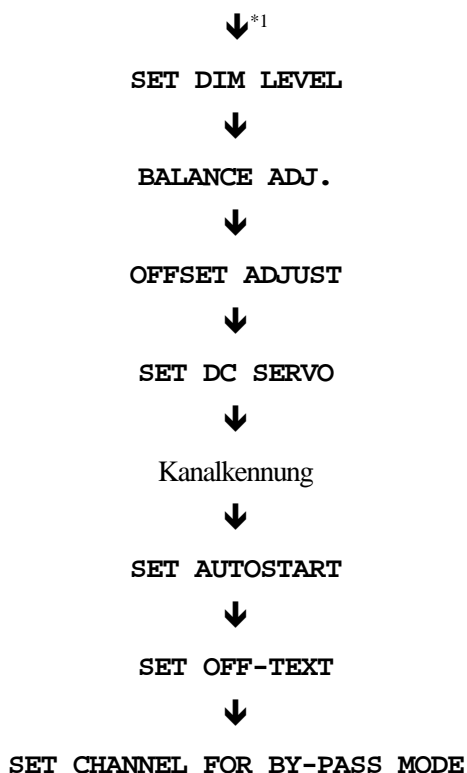 ↓*1
SET DIM LEVEL
↓
BALANCE ADJ.
↓
OFFSET ADJUST
↓
SET DC SERVO
↓
Kanalkennung
↓
SET AUTOSTART
↓
SET OFF-TEXT
↓
SET CHANNEL FOR BY-PASS MODE